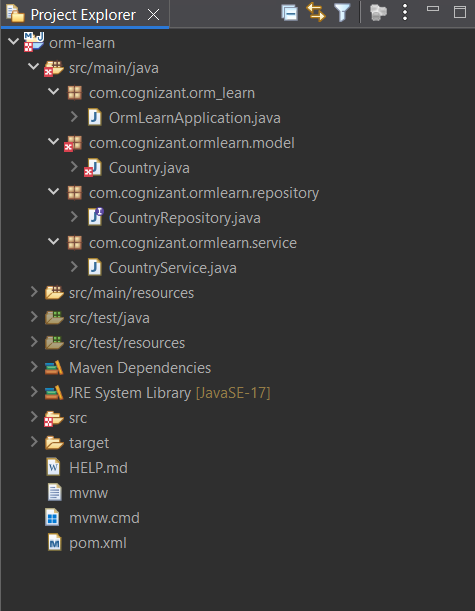 Project Explorer
orm-learn
src/main/java
com.cognizant.orm_learn
OrmLearnApplication.java
com.cognizant.ormlearn.model
Country.java
com.cognizant.ormlearn.repository
CountryRepository.java
com.cognizant.ormlearn.service
CountryService.java
src/main/resources
src/test/java
src/test/resources
Maven Dependencies
JRE System Library [JavaSE-17]
src
target
HELP.md
mvnw
mvnw.cmd
pom.xml